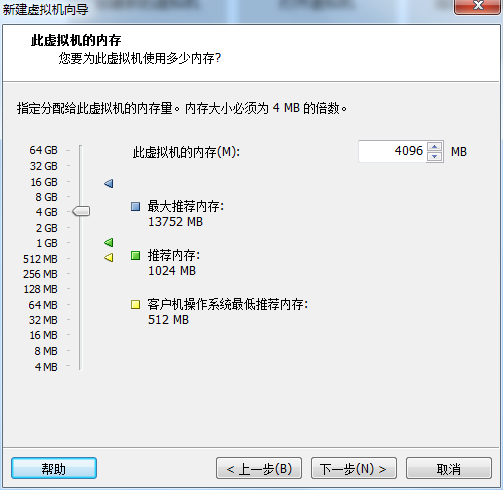 新建虚拟机向导
此虚拟机的内存
您要为此虚拟机使用多少内存?
指定分配给此虚拟机的内存量。内存大小必须为 4 MB 的倍数。
64 GB
32 GB
16 GB
8 GB
4 GB
2 GB
1 GB
512 MB
256 MB
128 MB
64 MB
32 MB
16 MB
8 MB
4 MB
此虚拟机的内存(M):
4096 MB
最大推荐内存:
13752 MB
推荐内存:
1024 MB
客户机操作系统最低推荐内存:
512 MB
帮助
< 上一步(B)
下一步(N) >
取消